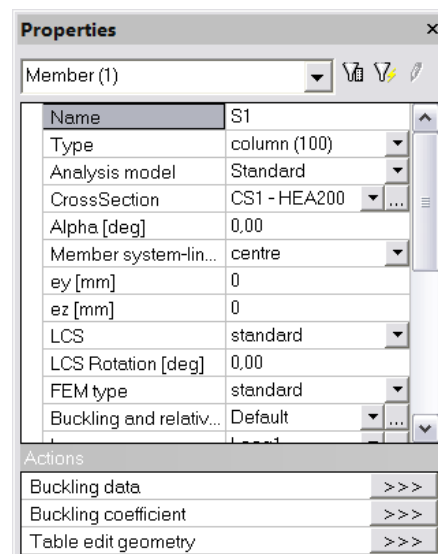 Properties
Member (1)
Name S1
Type column (100)
Analysis model Standard
CrossSection CS1 - HEA200 ...
Alpha [deg] 0,00
Member system-lin... centre
ey [mm] 0
ez [mm] 0
LCS standard
LCS Rotation [deg] 0,00
FEM type standard
Buckling and relativ... Default ...
Actions
Buckling data >>>
Buckling coefficient >>>
Table edit geometry >>>